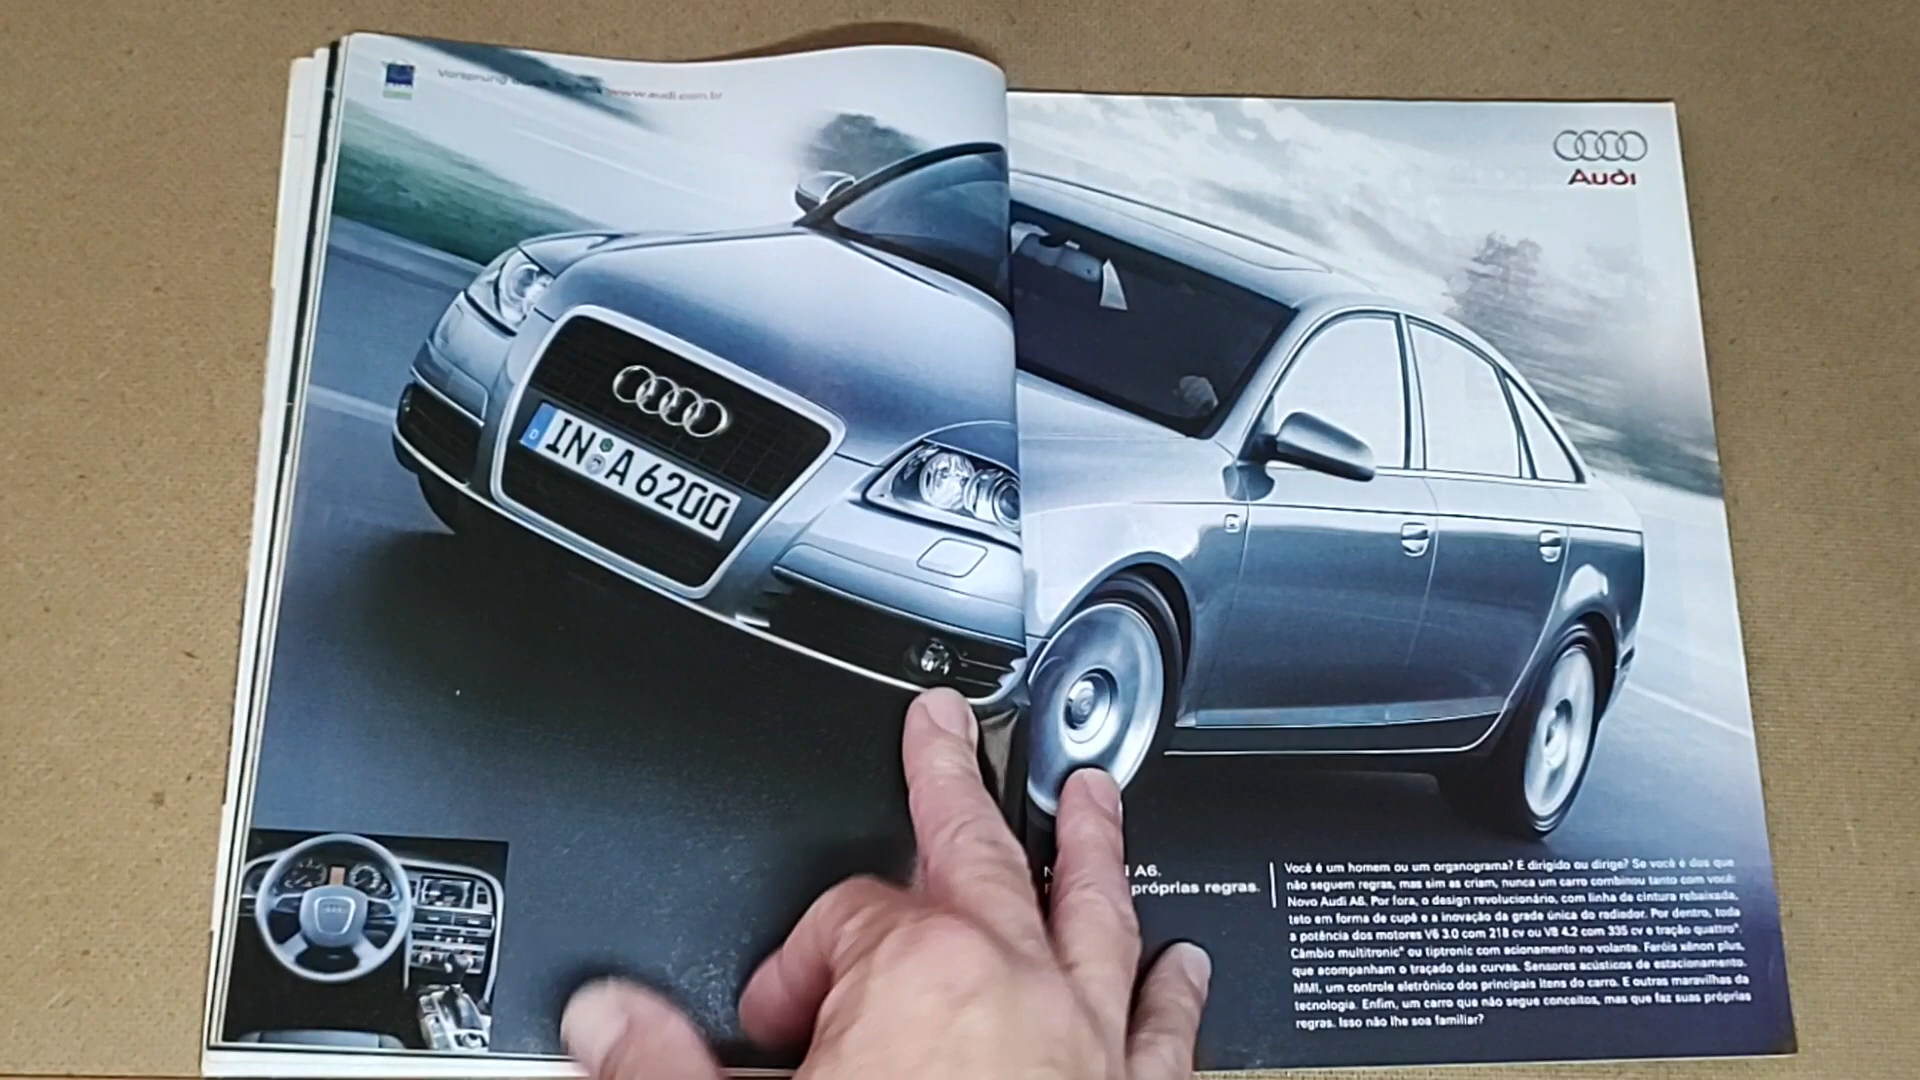 Vorsprung durch Technik www.audi.com.br
Audi
IN A 6200
D
A6.
próprias regras.
Você é um homem ou um organograma? É dirigido ou dirige? Se você é dos que
não seguem regras, mas sim as criam, nunca um carro combinou tanto com você:
Novo Audi A6. Por fora, o design revolucionário, com linha de cintura rebaixada,
teto em forma de cupê e a inovação da grade única do radiador. Por dentro, toda
a potência dos motores V6 3.0 com 218 cv ou V8 4.2 com 335 cv e tração quattro®.
Câmbio multitronic® ou tiptronic com acionamento no volante. Faróis xênon plus,
que acompanham o traçado das curvas. Sensores acústicos de estacionamento.
MMI, um controle eletrônico dos principais itens do carro. E outras maravilhas da
tecnologia. Enfim, um carro que não segue conceitos, mas que faz suas próprias
regras. Isso não lhe soa familiar?